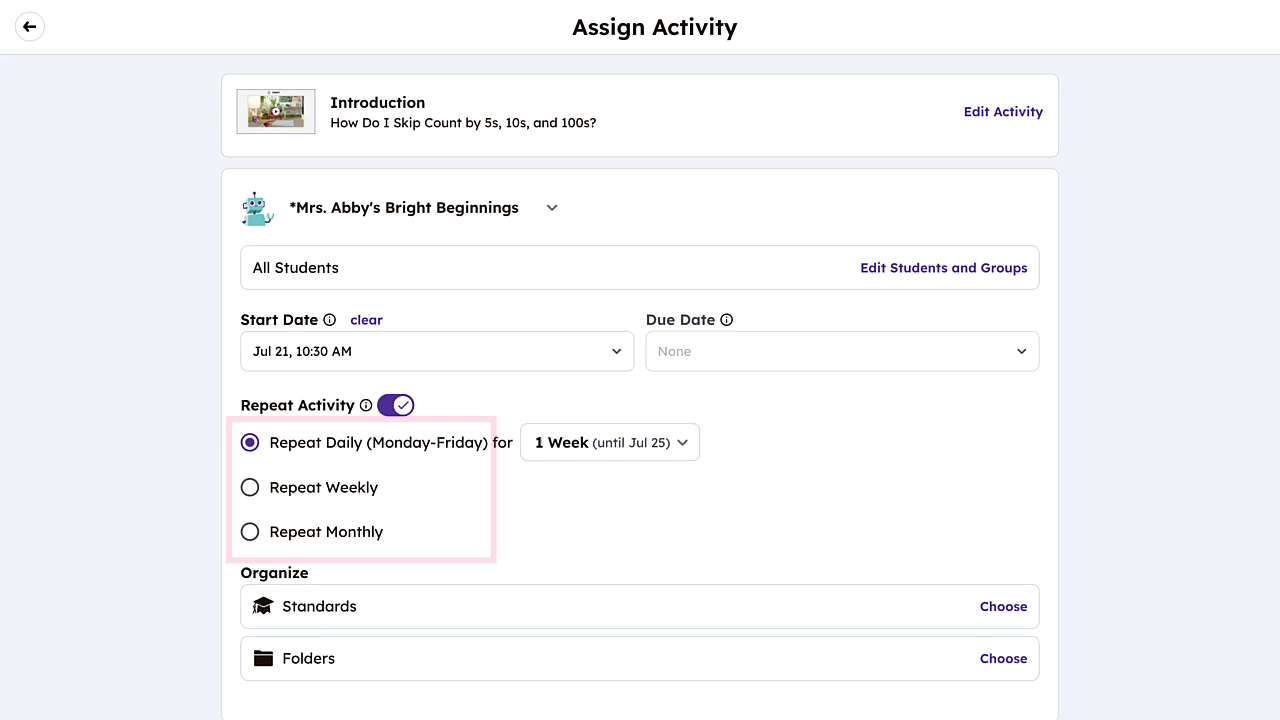 Assign Activity
Introduction
How Do I Skip Count by 5s, 10s, and 100s?
Edit Activity
*Mrs. Abby's Bright Beginnings
All Students
Edit Students and Groups
Start Date clear
Due Date
Jul 21, 10:30 AM
None
Repeat Activity
Repeat Daily (Monday-Friday) for 1 Week (until Jul 25)
Repeat Weekly
Repeat Monthly
Organize
Standards
Choose
Folders
Choose